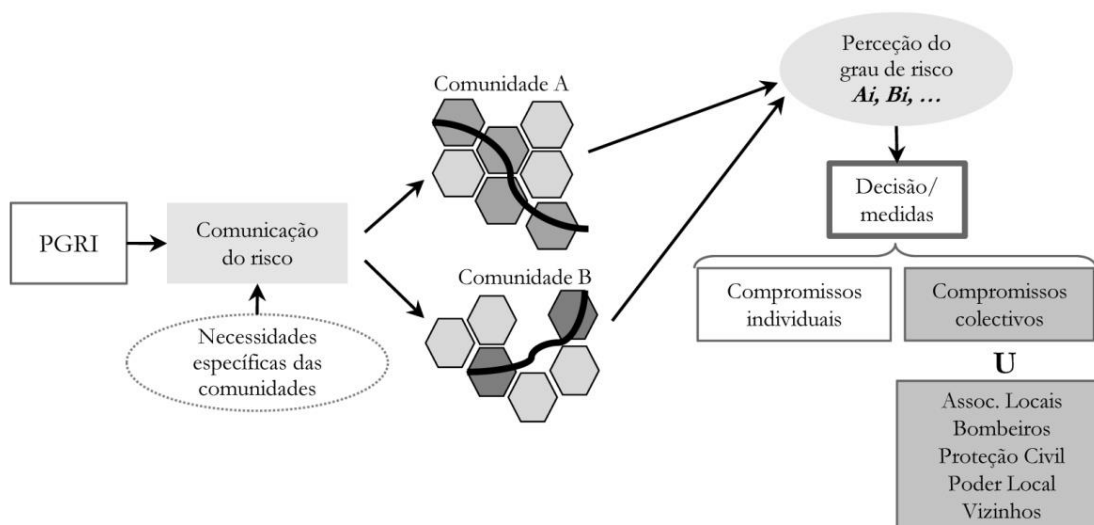 PGRI
Comunicação
do risco
Necessidades
específicas das
comunidades
Comunidade A
Comunidade B
Perceção do
grau de risco
Ai, Bi, …
Decisão/
medidas
Compromissos
individuais
Compromissos
colectivos
U
Assoc. Locais
Bombeiros
Proteção Civil
Poder Local
Vizinhos